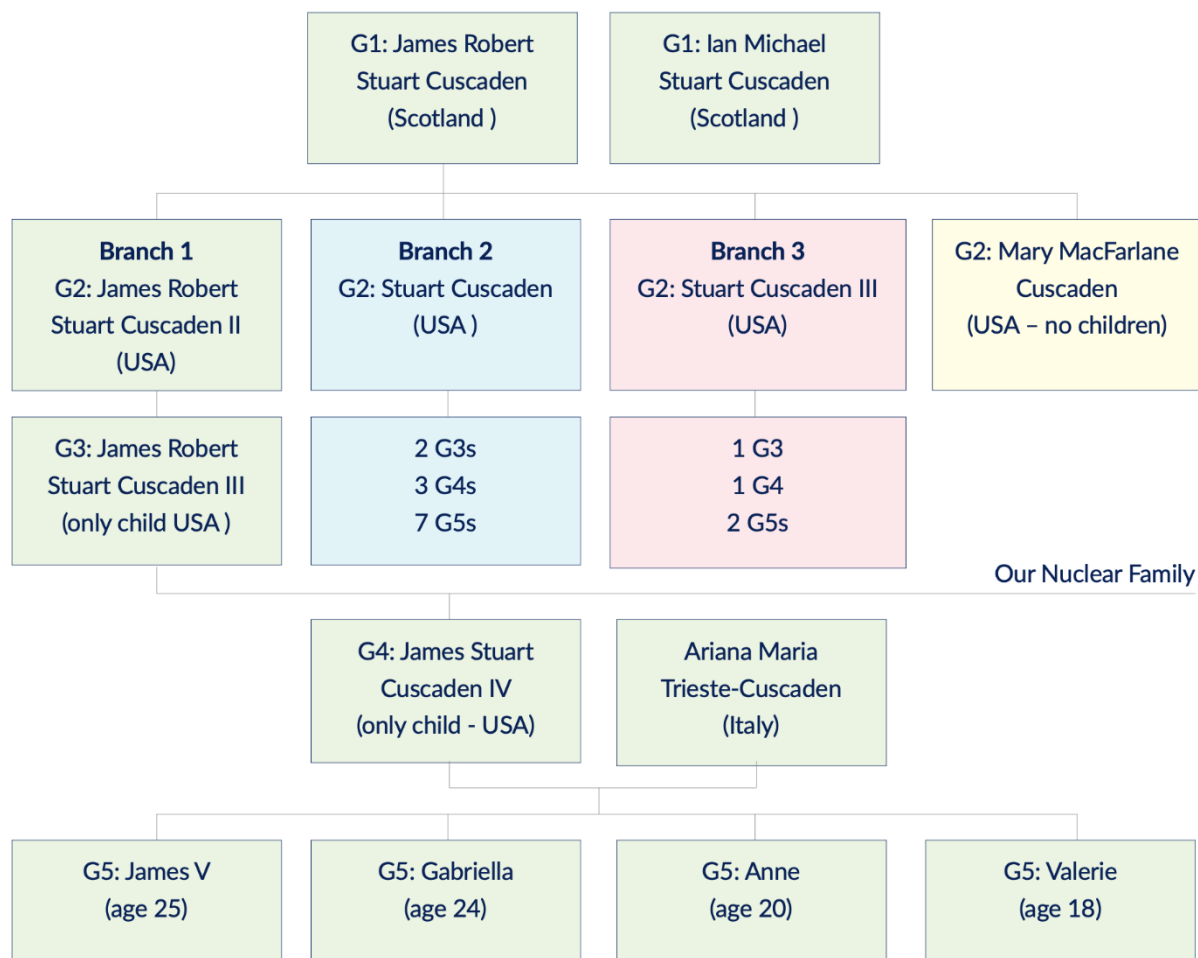 G1: James Robert
Stuart Cuscaden
(Scotland )
G1: Ian Michael
Stuart Cuscaden
(Scotland )
Branch 1
G2: James Robert
Stuart Cuscaden II
(USA)
Branch 2
G2: Stuart Cuscaden
(USA )
Branch 3
G2: Stuart Cuscaden III
(USA)
G2: Mary MacFarlane
Cuscaden
(USA – no children)
G3: James Robert
Stuart Cuscaden III
(only child USA )
2 G3s
3 G4s
7 G5s
1 G3
1 G4
2 G5s
Our Nuclear Family
G4: James Stuart
Cuscaden IV
(only child - USA)
Ariana Maria
Trieste-Cuscaden
(Italy)
G5: James V
(age 25)
G5: Gabriella
(age 24)
G5: Anne
(age 20)
G5: Valerie
(age 18)